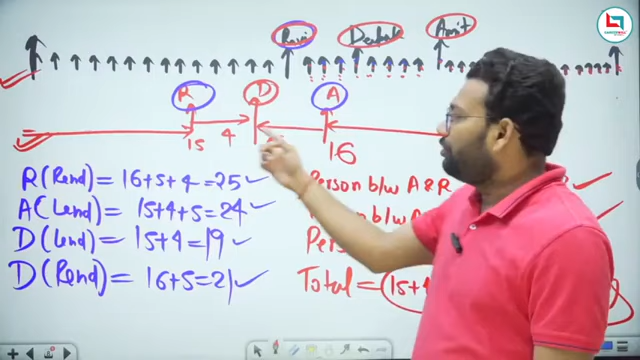 Ravi Deepak Amit
R D A
15 4 16
R(Rend) = 16+5+4=25
A(Lend) = 15+4+5=24
D(Lend) = 15+4=19
D(Rend) = 16+5=21
Person b/w A & R
b/w A
Total = 15+4